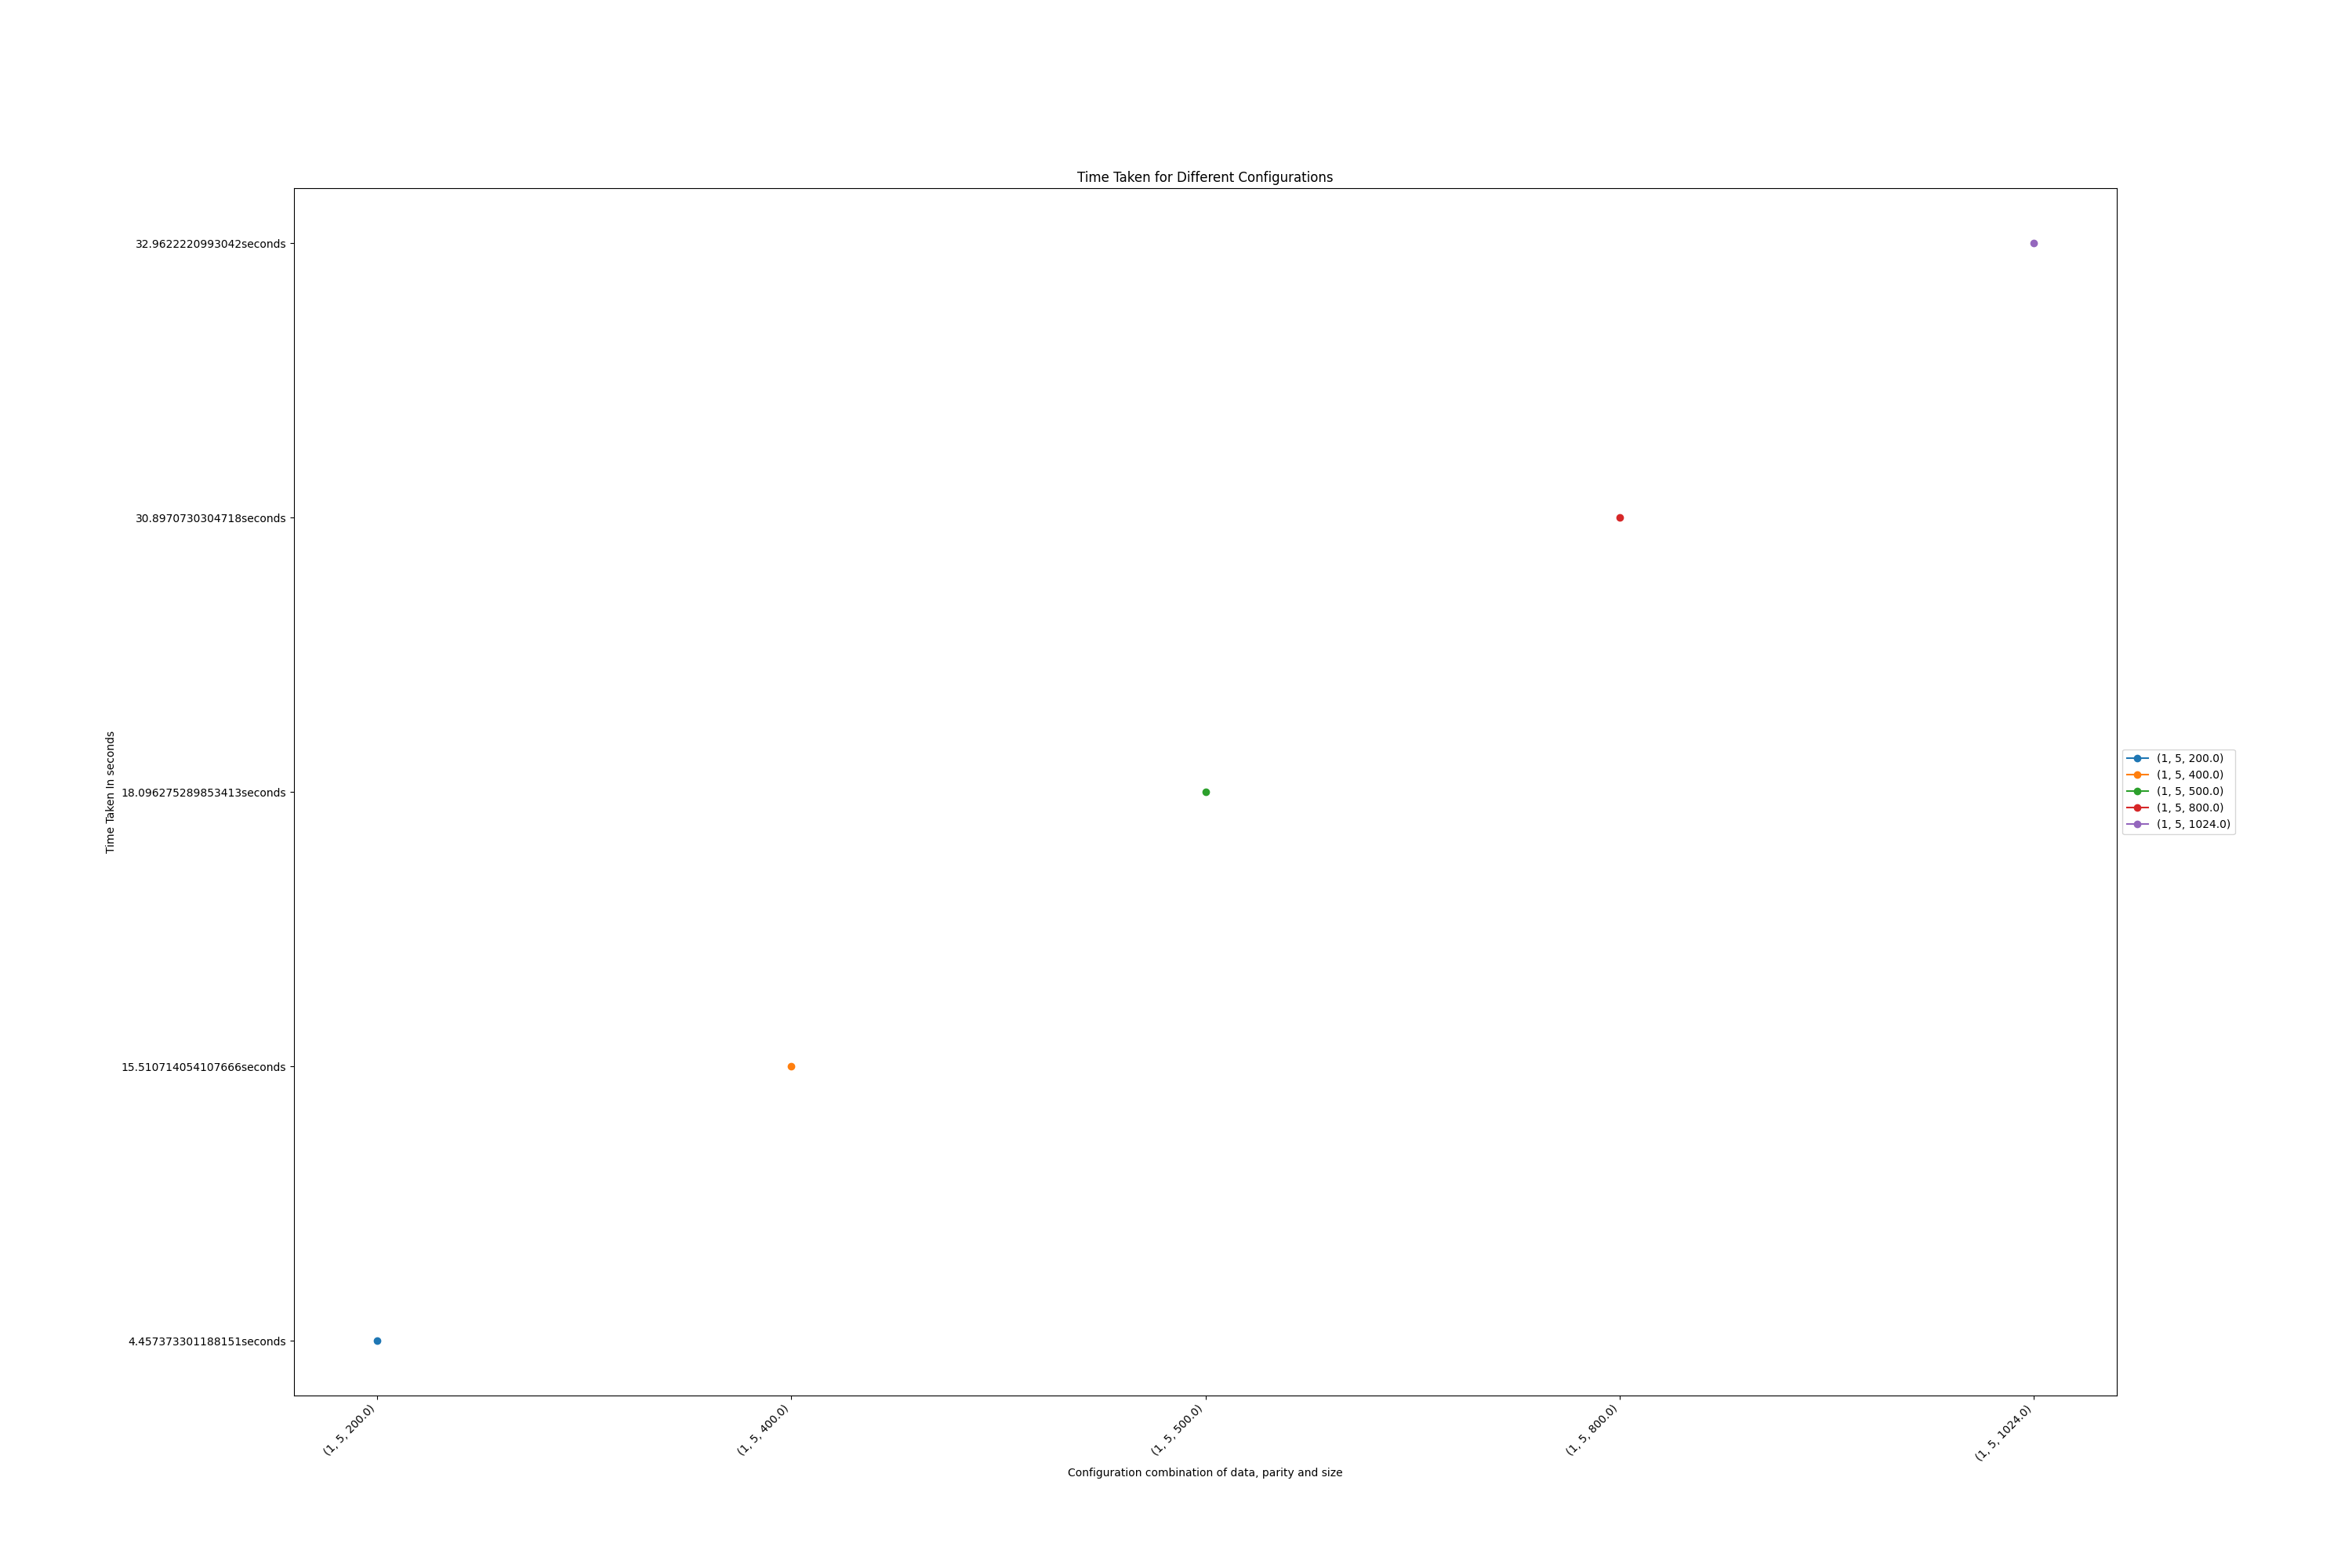 Time Taken for Different Configurations
32.9622220993042seconds
30.8970730304718seconds
18.096275289853413seconds
15.510714054107666seconds
4.457373301188151seconds
Time Taken In seconds
(1, 5, 200.0)
(1, 5, 400.0)
(1, 5, 500.0)
(1, 5, 800.0)
(1, 5, 1024.0)
Configuration combination of data, parity and size
(1, 5, 200.0)
(1, 5, 400.0)
(1, 5, 500.0)
(1, 5, 800.0)
(1, 5, 1024.0)